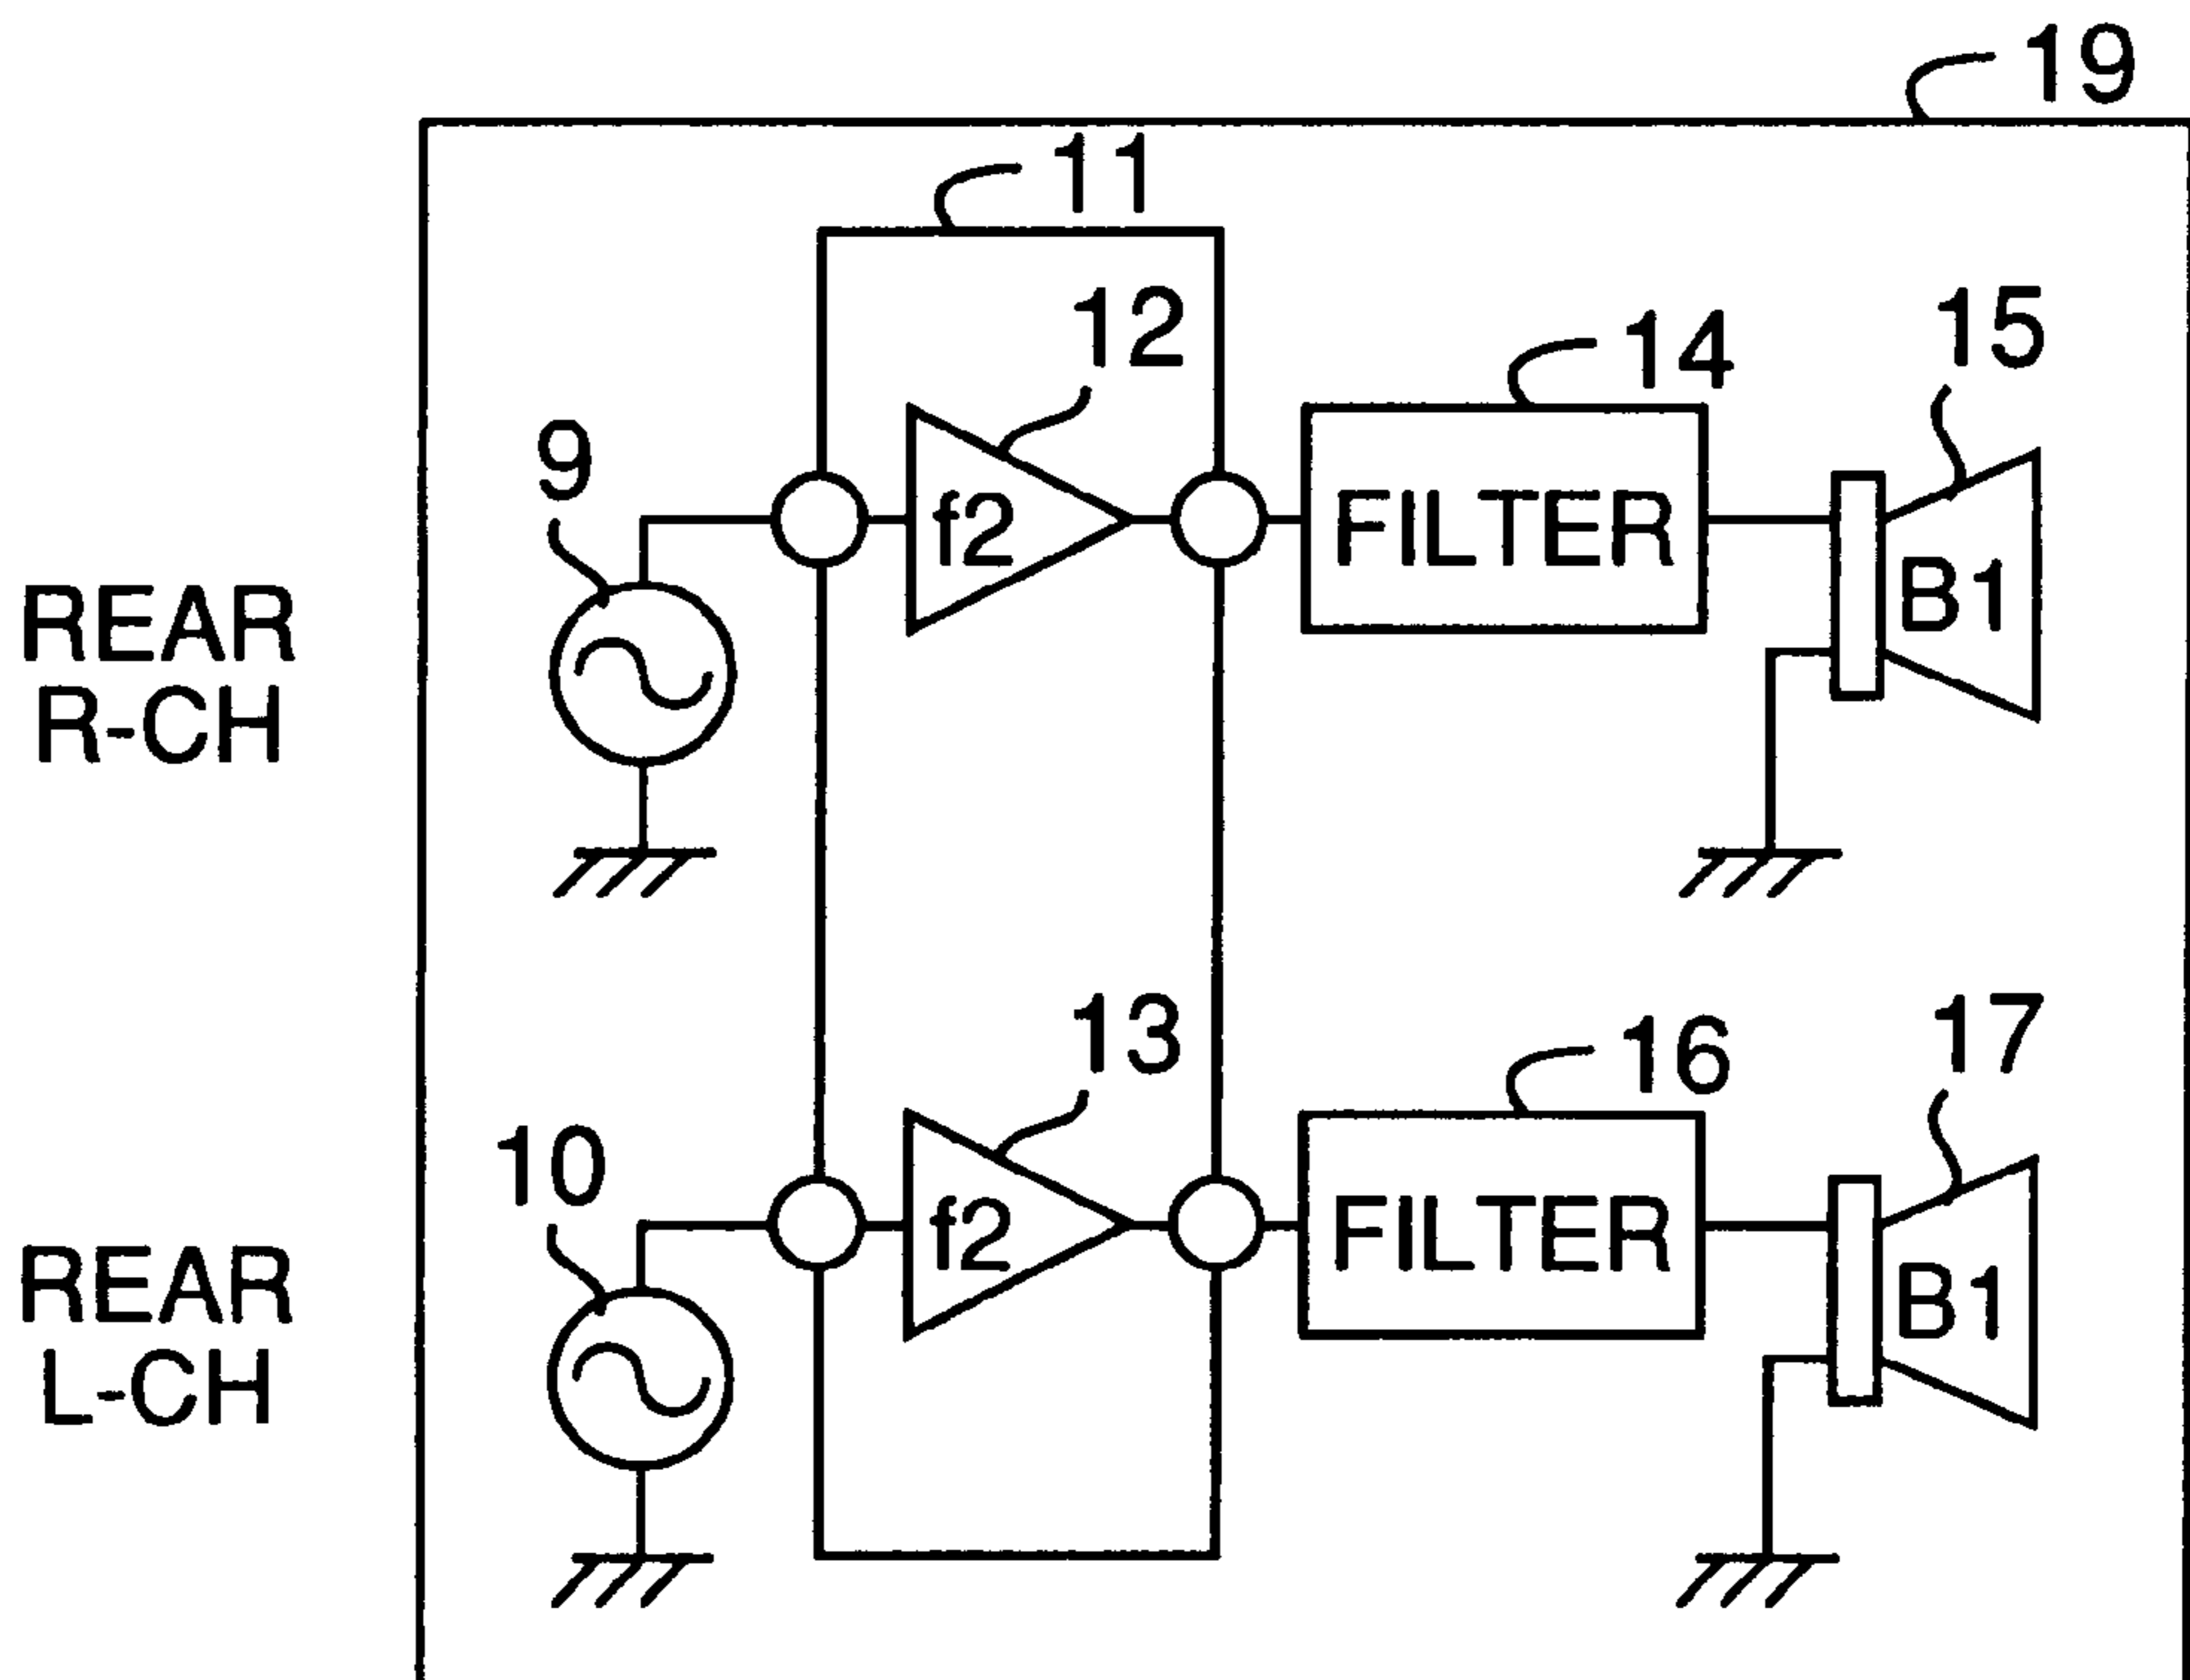 19
11
12
14
15
9
f2
FILTER
B1
REAR
R-CH
13
16
17
10
f2
FILTER
B1
REAR
L-CH